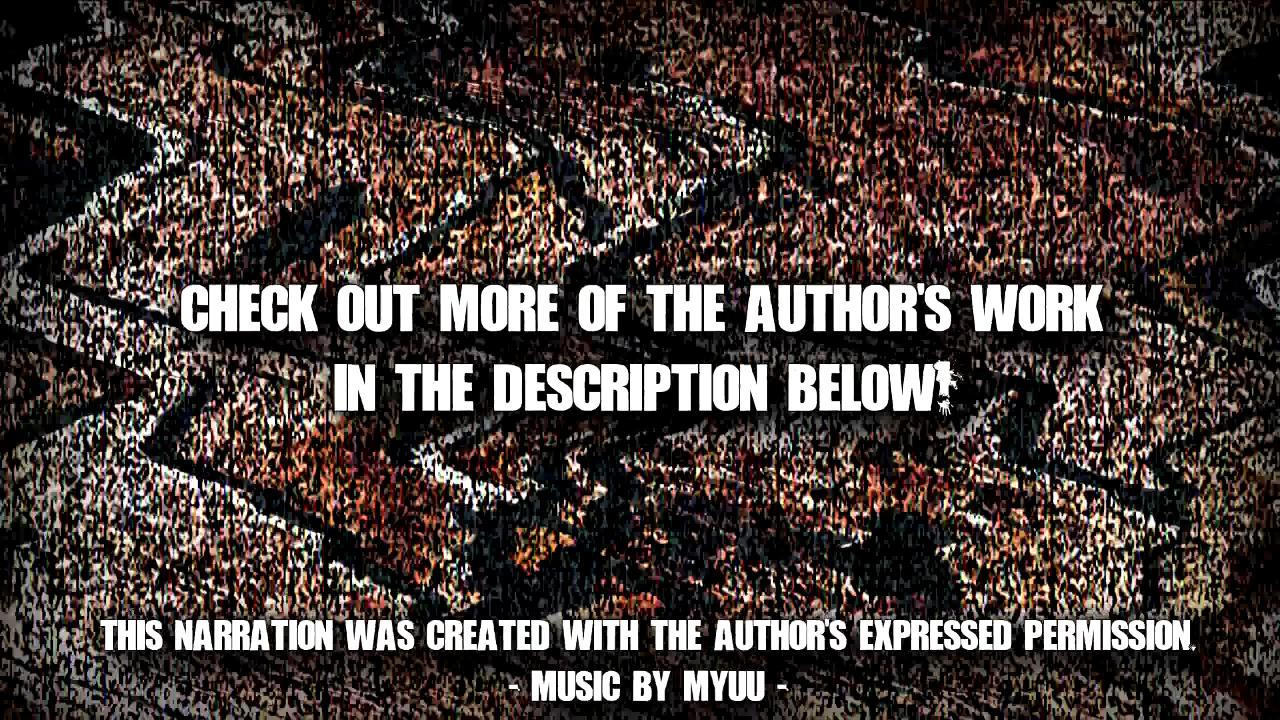 CHECK OUT MORE OF THE AUTHOR'S WORK
IN THE DESCRIPTION BELOW!
THIS NARRATION WAS CREATED WITH THE AUTHOR'S EXPRESSED PERMISSION.
- MUSIC BY MYUU -